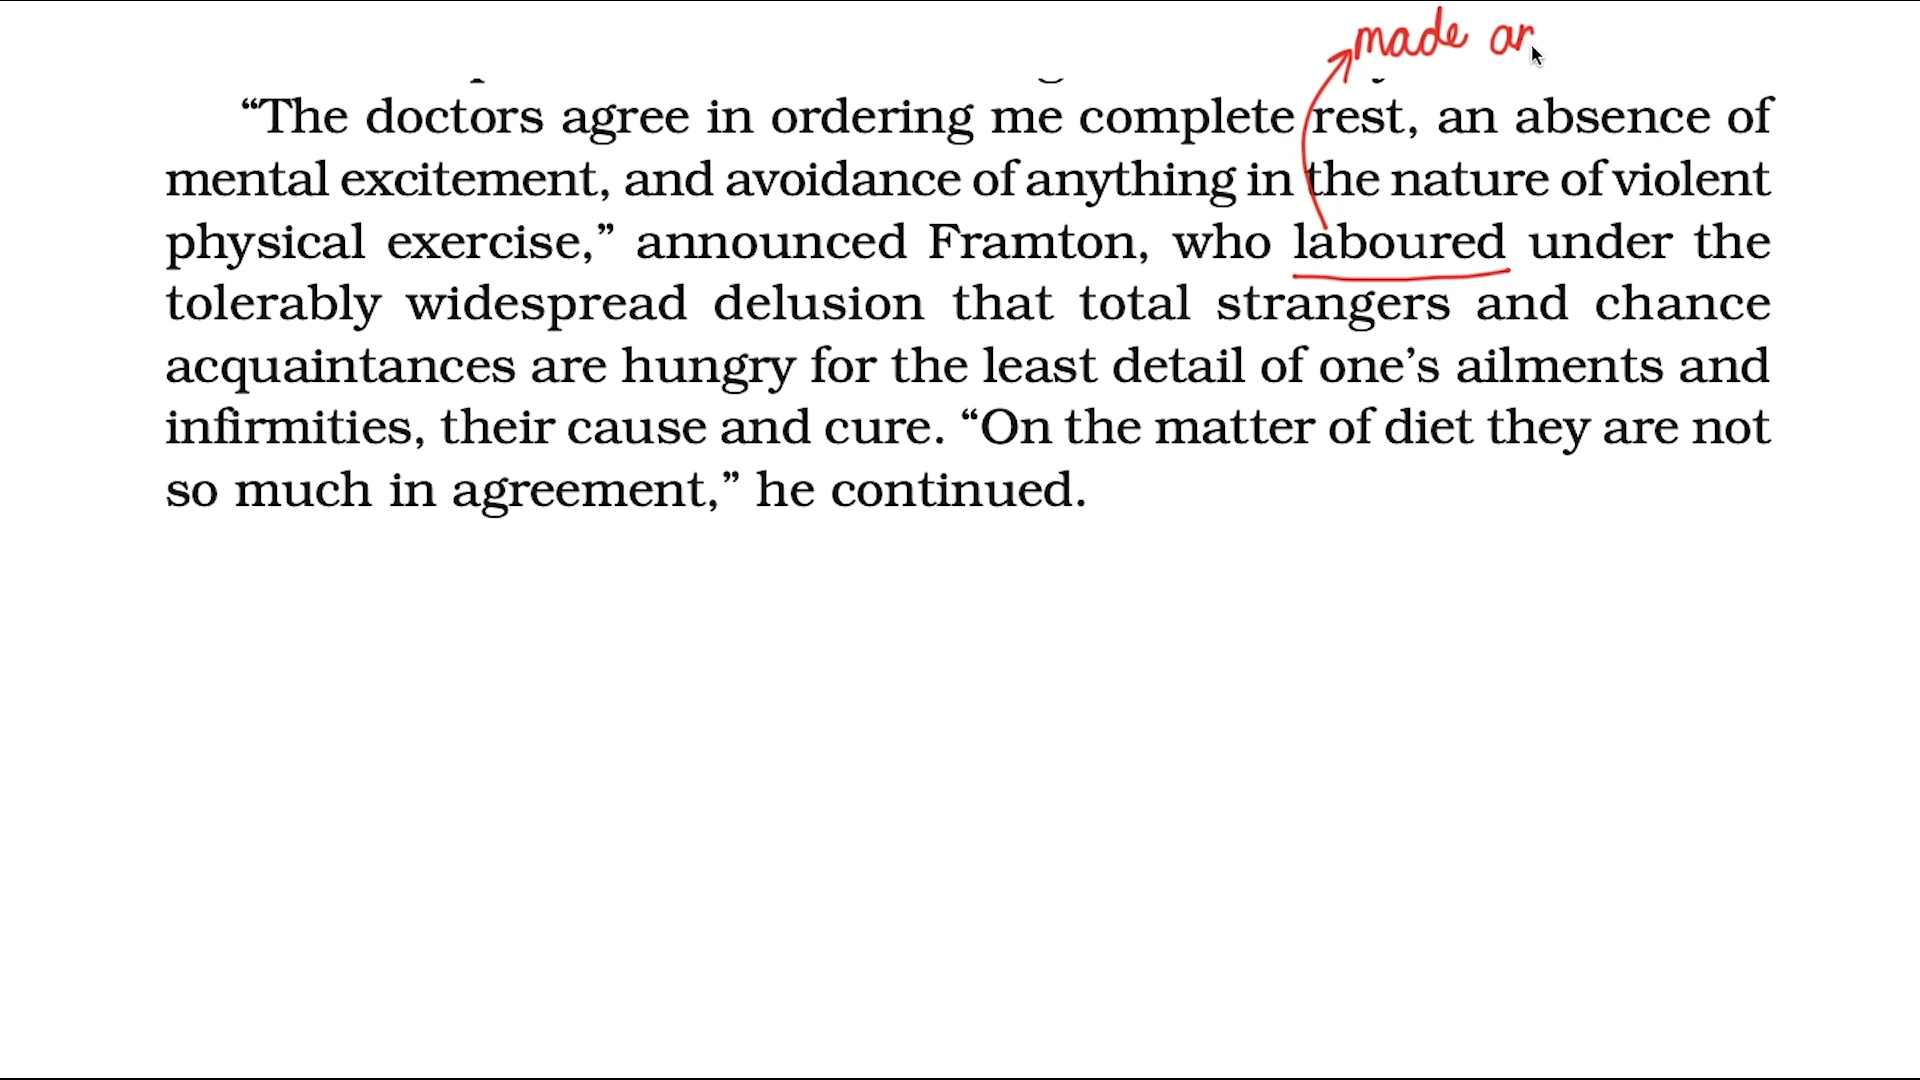 made an
“The doctors agree in ordering me complete rest, an absence of
mental excitement, and avoidance of anything in the nature of violent
physical exercise,” announced Framton, who laboured under the
tolerably widespread delusion that total strangers and chance
acquaintances are hungry for the least detail of one’s ailments and
infirmities, their cause and cure. “On the matter of diet they are not
so much in agreement,” he continued.